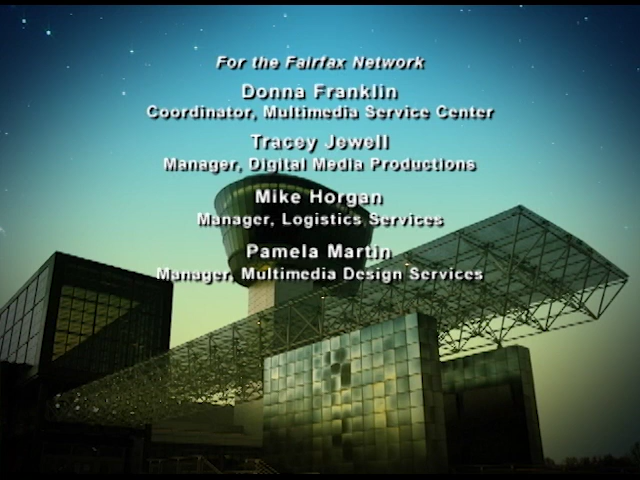 For the Fairfax Network
Donna Franklin
Coordinator, Multimedia Service Center
Tracey Jewell
Manager, Digital Media Productions
Mike Horgan
Manager, Logistics Services
Pamela Martin
Manager, Multimedia Design Services